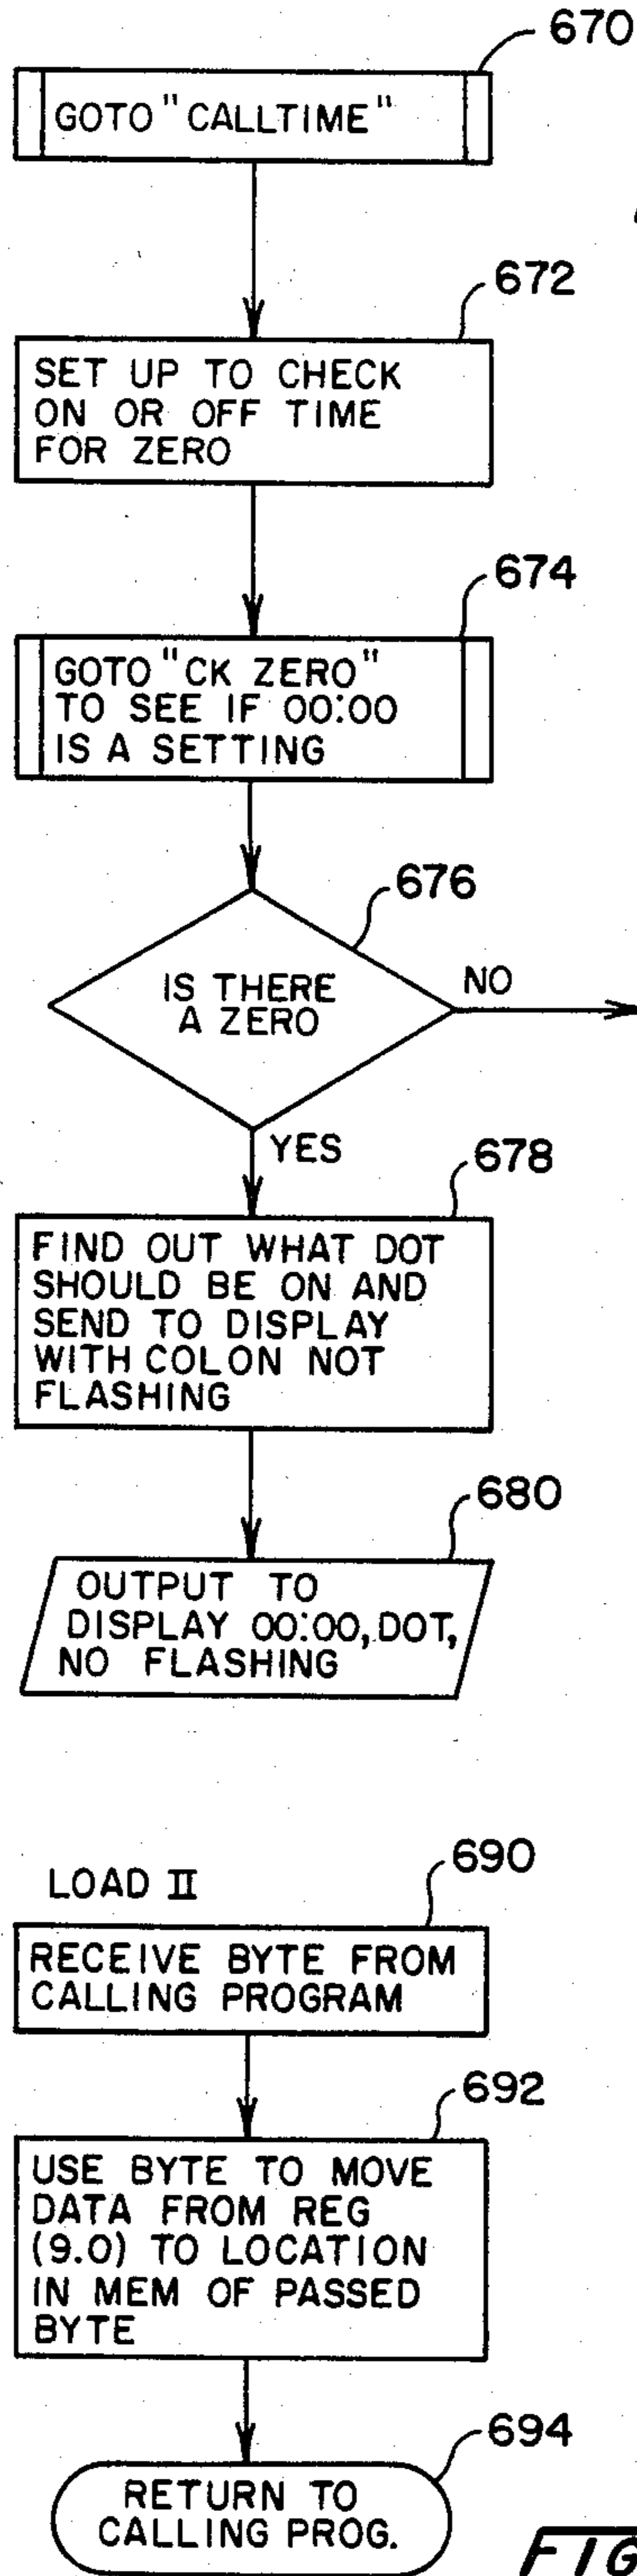 670
GOTO "CALLTIME"
672
SET UP TO CHECK
ON OR OFF TIME
FOR ZERO
674
GOTO "CK ZERO"
TO SEE IF 00:00
IS A SETTING
676
IS THERE
A ZERO
NO
YES
678
FIND OUT WHAT DOT
SHOULD BE ON AND
SEND TO DISPLAY
WITH COLON NOT
FLASHING
680
OUTPUT TO
DISPLAY 00:00, DOT,
NO FLASHING
LOAD II
690
RECEIVE BYTE FROM
CALLING PROGRAM
692
USE BYTE TO MOVE
DATA FROM REG
(9.0) TO LOCATION
IN MEM OF PASSED
BYTE
694
RETURN TO
CALLING PROG.
FIG